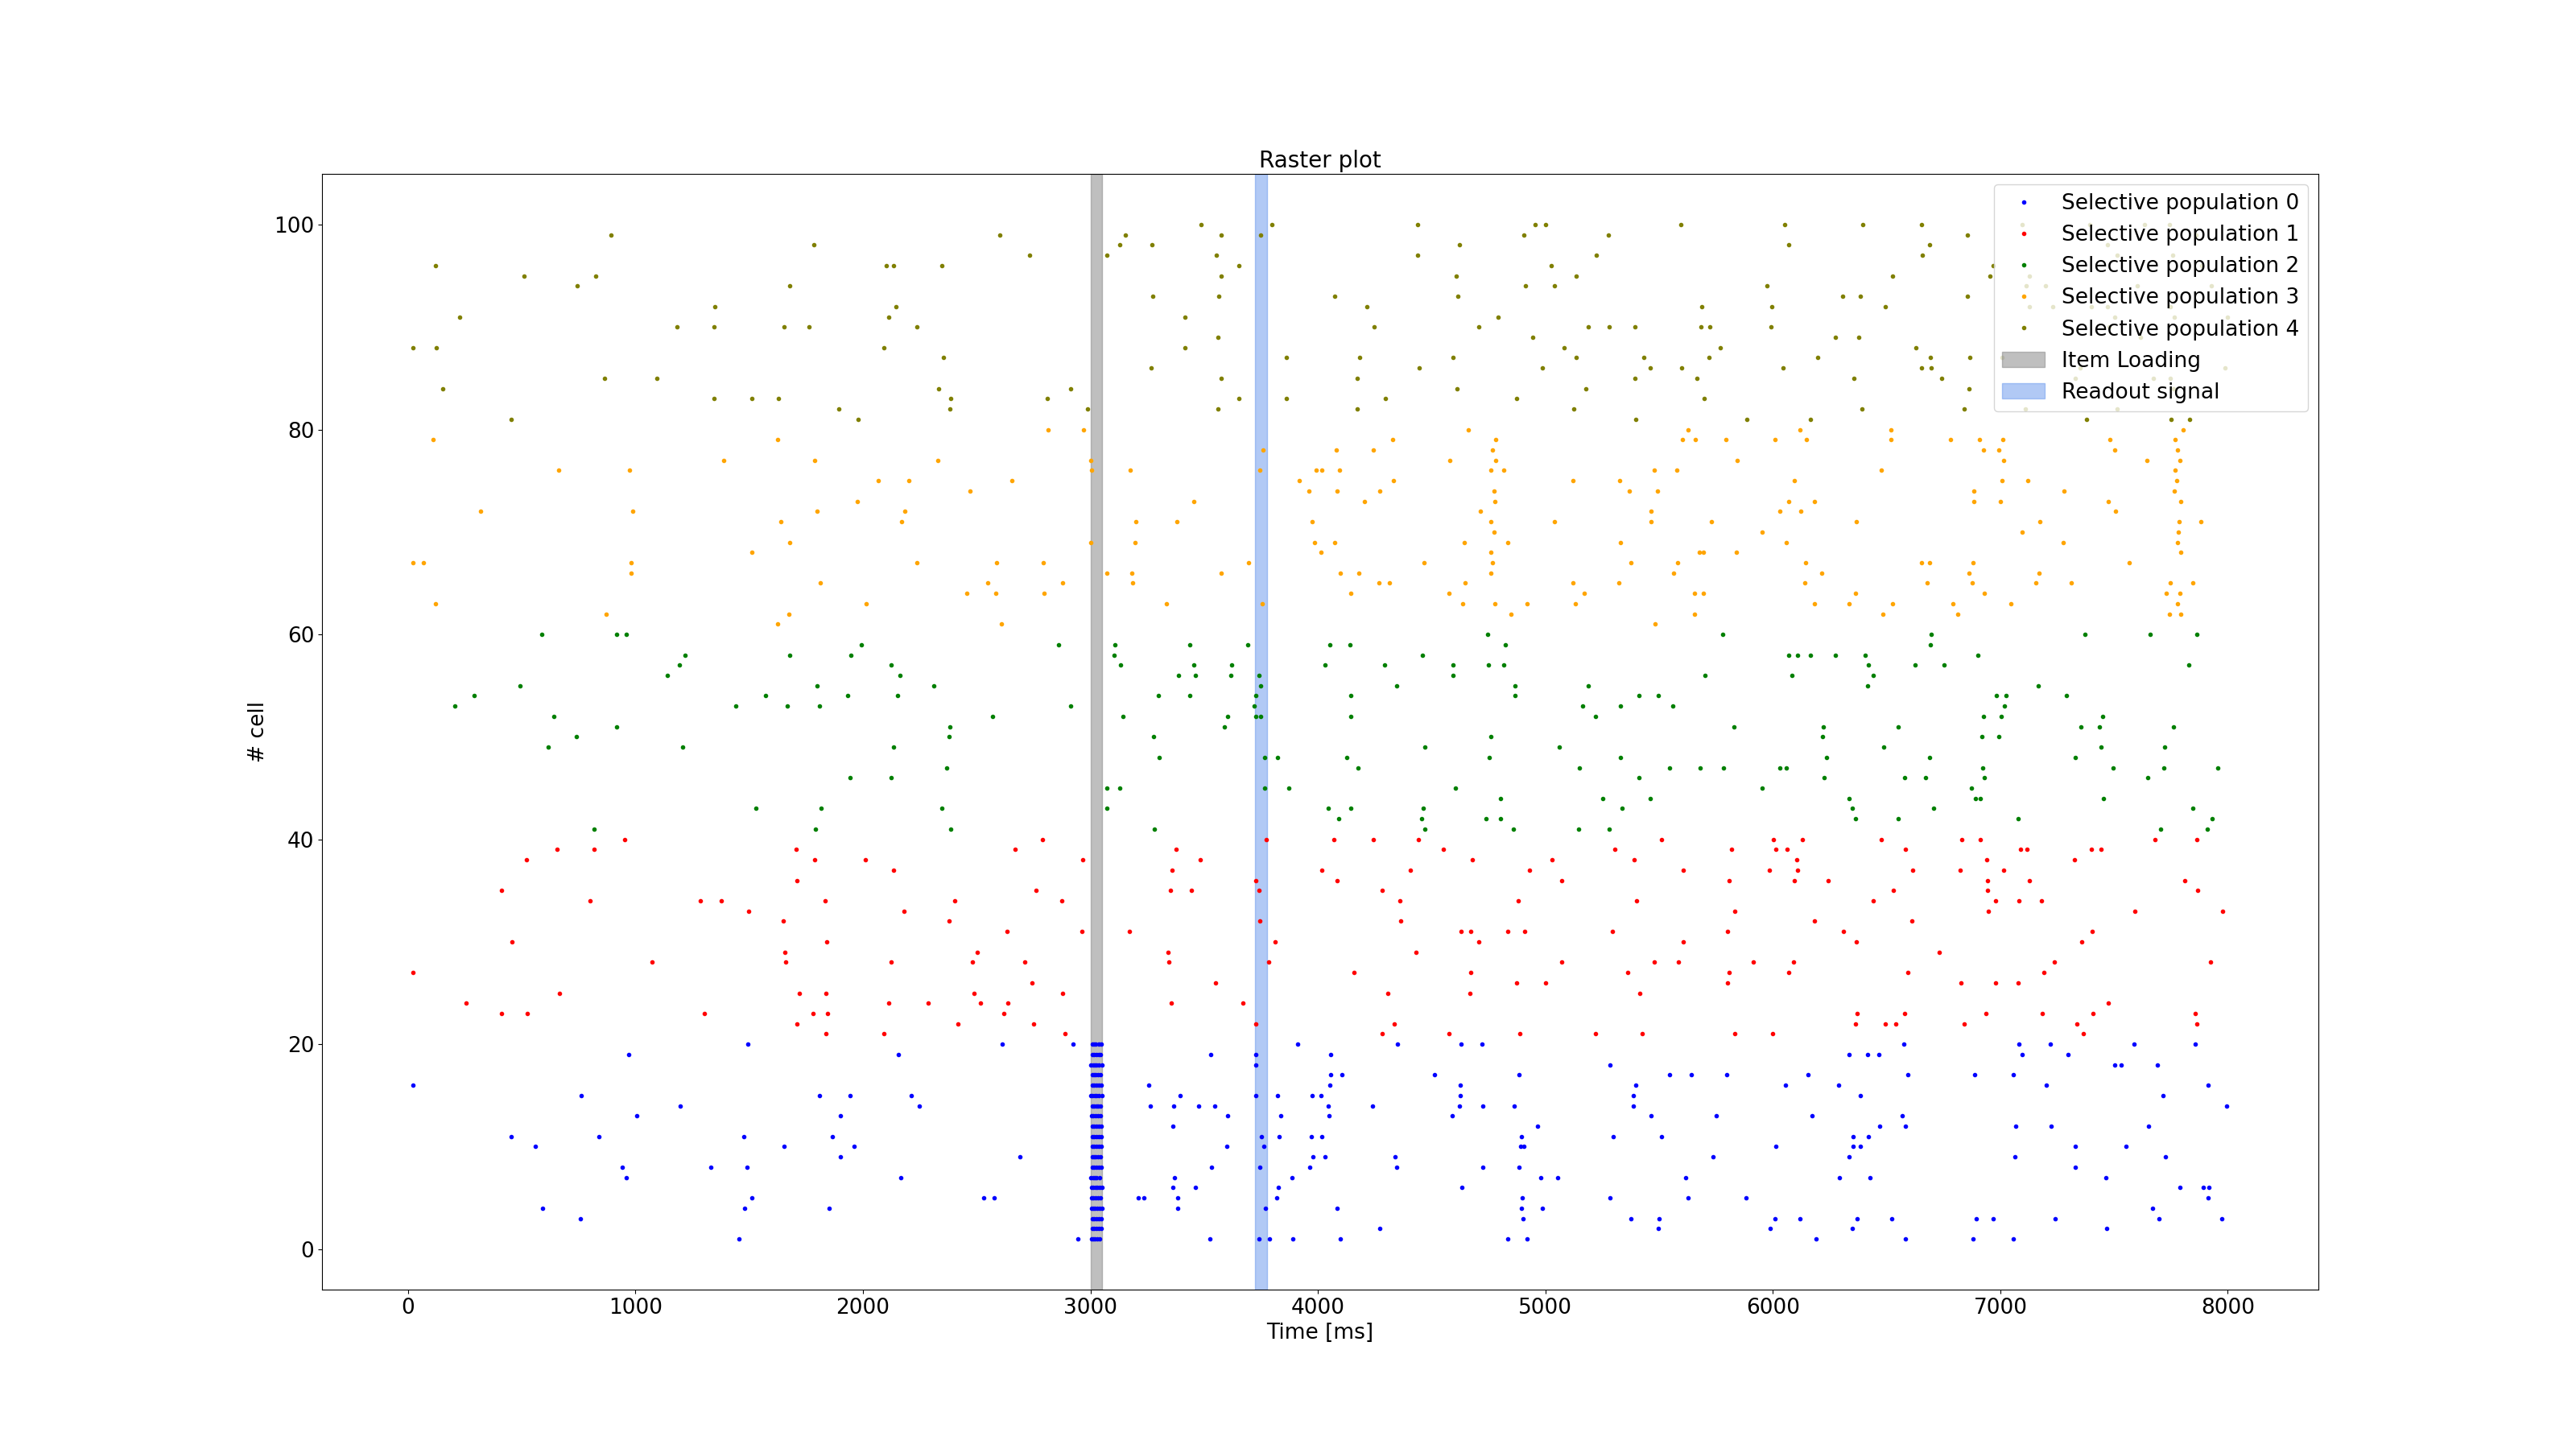 Raster plot
Selective population 0
Selective population 1
Selective population 2
Selective population 3
Selective population 4
Item Loading
Readout signal
100
80
60
40
20
0
# cell
0 1000 2000 3000 4000 5000 6000 7000 8000
Time [ms]